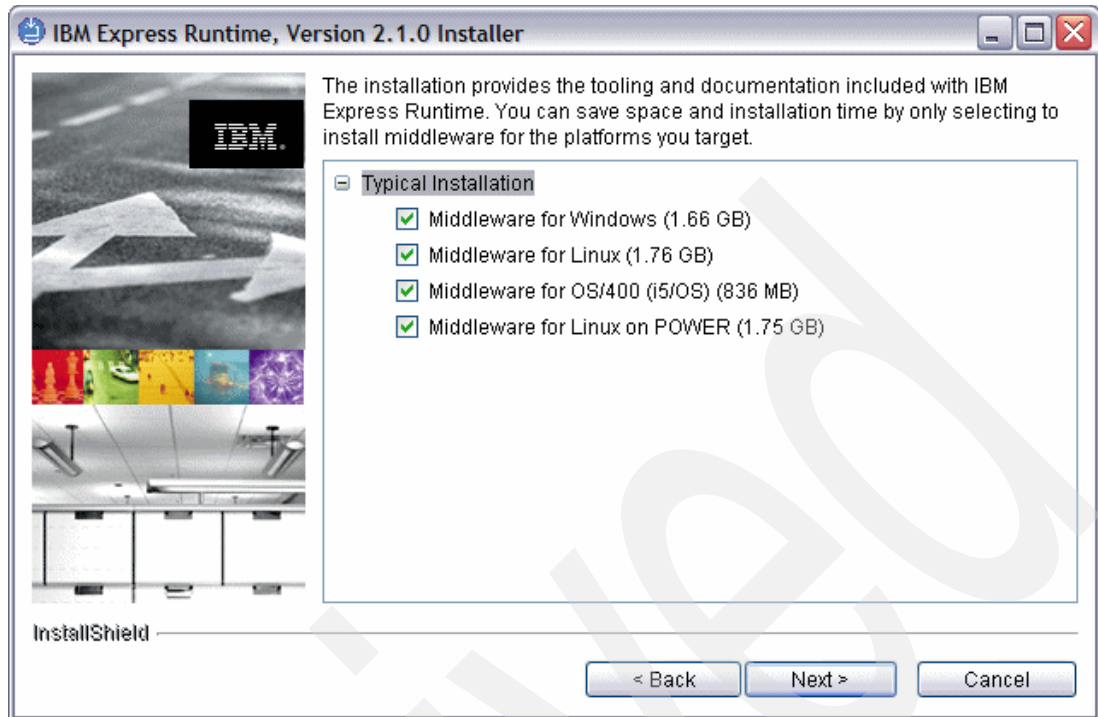 IBM Express Runtime, Version 2.1.0 Installer
IBM.
The installation provides the tooling and documentation included with IBM
Express Runtime. You can save space and installation time by only selecting to
install middleware for the platforms you target.
Typical Installation
Middleware for Windows (1.66 GB)
Middleware for Linux (1.76 GB)
Middleware for OS/400 (i5/OS) (836 MB)
Middleware for Linux on POWER (1.75 GB)
InstallShield
< Back
Next >
Cancel